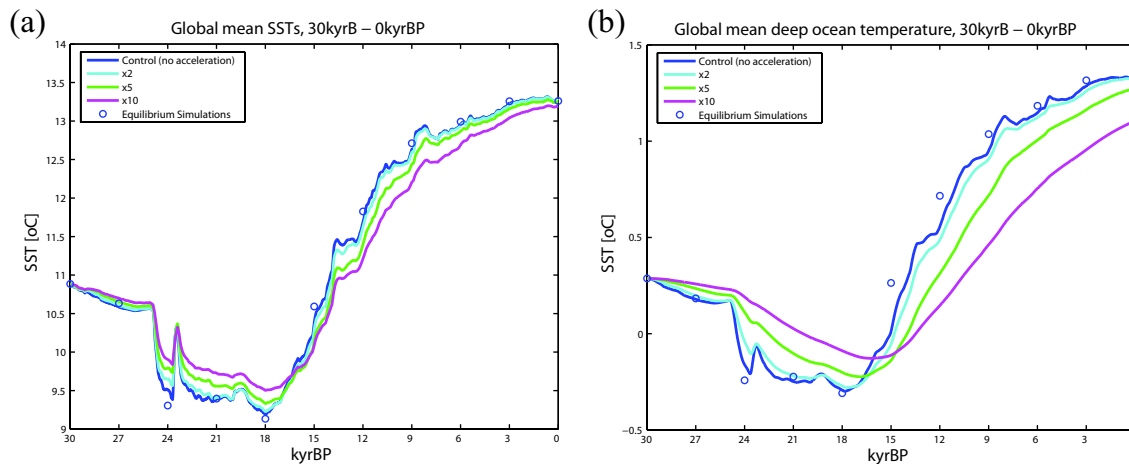 (a)
Global mean SSTs, 30kyrB – 0kyrBP
14
13.5
13
12.5
12
11.5
11
10.5
10
9.5
9
SST [oC]
Control (no acceleration)
x2
x5
x10
Equilibrium Simulations
30 27 24 21 18 15 12 9 6 3 0
kyrBP
(b)
Global mean deep ocean temperature, 30kyrB – 0kyrBP
1.5
1
0.5
0
−0.5
SST [oC]
Control (no acceleration)
x2
x5
x10
Equilibrium Simulations
30 27 24 21 18 15 12 9 6 3
kyrBP